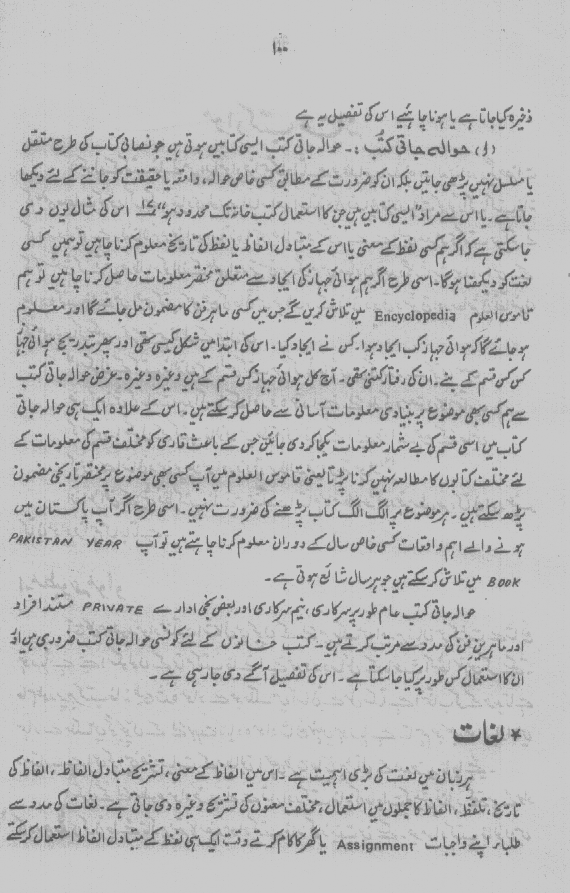 ۱۰۰
ذخیرہ کیا جاتا ہے یا ہونا چاہئیے اس کی تفصیل یہ ہے
(ا) حوالہ جاتی کتب :۔ حوالہ جاتی کتب ایسی کتابیں ہوتی ہیں جو نصابی کتاب کی طرح متقل
یا مسلسل نہیں پڑھی جاتیں بلکہ ان کو ضرورت کے مطابق کسی خاص حوالہ، واقعہ یا حقیقت کو جاننے کے لئے دیکھا
جاتا ہے۔ یا اس سے مراد "ایسی کتابیں ہیں جن کا استعمال کتب خانہ تک محدود ہو" اس کی مثال یوں دی
جا سکتی ہے کہ اگر ہم کسی لفظ کے معنی یا اس کے متبادل الفاظ یا لفظ کی تاریخ معلوم کرنا چاہیں تو ہمیں کسی
لغت کو دیکھنا ہوگا۔ اسی طرح اگر ہم ہوائی جہاز کی ایجاد سے متعلق مختصر معلومات حاصل کرنا چاہیں تو ہم
قاموس العلوم Encyclopedia میں تلاش کریں گے جس میں کسی ماہر فن کا مضمون مل جائے گا اور معلوم
ہو جائے گا کہ ہوائی جہاز کب ایجاد ہوا۔ کس نے ایجاد کیا۔ اس کی ابتدا میں شکل کیسی تھی اور پھر بتدریج ہوائی جہاز
کس کس قسم کے بنے۔ ان کی رفتار کتنی تھی۔ آج کل ہوائی جہاز کس قسم کے ہیں وغیرہ وغیرہ۔ غرض حوالہ جاتی کتب
سے ہم کسی بھی موضوع پر بنیادی معلومات آسانی سے حاصل کر سکتے ہیں۔ اس کے علاوہ ایک ہی حوالہ جاتی
کتاب میں اسی قسم کی بے شمار معلومات یکجا کر دی جائیں جس کے باعث قاری کو مختلف قسم کی معلومات کے
لئے مختلف کتابوں کا مطالعہ نہیں کرنا پڑتا یعنی قاموس العلوم میں آپ کسی بھی موضوع پر مختصر تاریخی مضمون
پڑھ سکتے ہیں۔ ہر موضوع پر الگ الگ کتاب پڑھنے کی ضرورت نہیں۔ اسی طرح اگر آپ پاکستان میں
ہونے والے اہم واقعات کسی خاص سال کے دوران معلوم کرنا چاہتے ہیں تو آپ PAKISTAN YEAR
BOOK میں تلاش کر سکتے ہیں جو ہر سال شائع ہوتی ہے۔
حوالہ جاتی کتب عام طور پر سرکاری، نیم سرکاری اور بعض نجی ادارے PRIVATE مستند افراد
اور ماہرین فن کی مدد سے مرتب کرتے ہیں۔ کتب خانوں کے لئے کونسی حوالہ جاتی کتب ضروری ہیں اور
ان کا استعمال کس طور پر کیا جا سکتا ہے۔ اس کی تفصیل آگے دی جا رہی ہے۔
* لغات
ہر زبان میں لغت کی بڑی اہمیت ہے۔ اس میں الفاظ کے معنی، تشریح متبادل الفاظ، الفاظ کی
تاریخ، تلفظ، الفاظ کا جملوں میں استعمال، مختلف معنوں کی تشریح وغیرہ دی جاتی ہے۔ لغات کی مدد سے
طلباء اپنے واجبات Assignment یا گھر کا کام کرتے وقت ایک ہی لفظ کے متبادل الفاظ استعمال کر سکتے